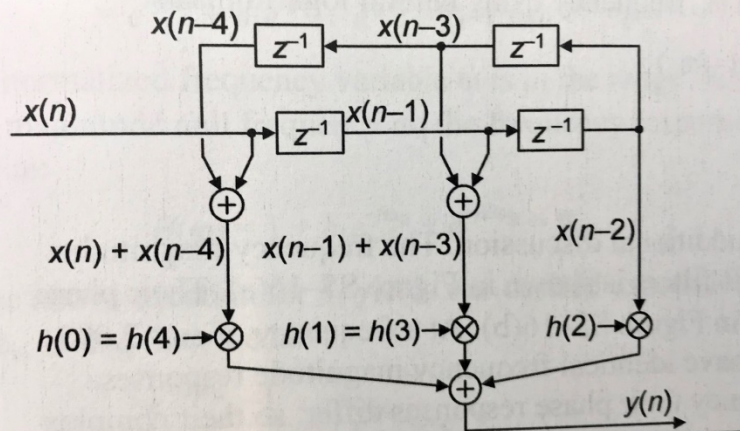 x(n–4)
z⁻¹
x(n–3)
z⁻¹
x(n)
z⁻¹
x(n–1)
z⁻¹
+
+
x(n) + x(n–4)
x(n–1) + x(n–3)
x(n–2)
h(0) = h(4)
h(1) = h(3)
h(2)
+
y(n)